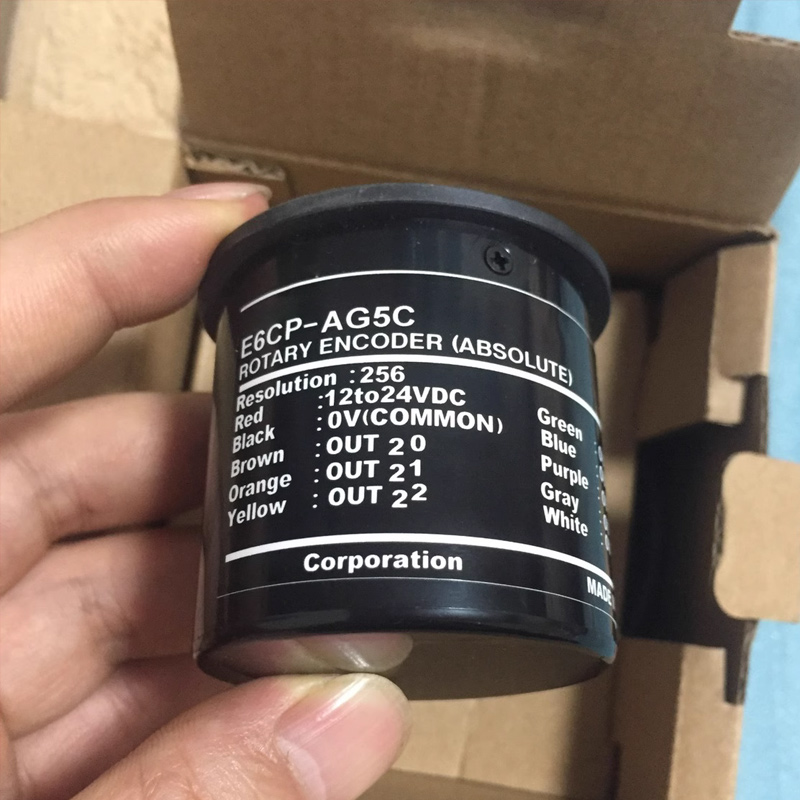 E6CP-AG5C
ROTARY ENCODER (ABSOLUTE)
Resolution :256
Red :12to24VDC
Black :0V(COMMON)
Brown :OUT 2⁰
Orange :OUT 2¹
Yellow :OUT 2²
Green :
Blue :
Purple :
Gray :
White :
Corporation
MADE